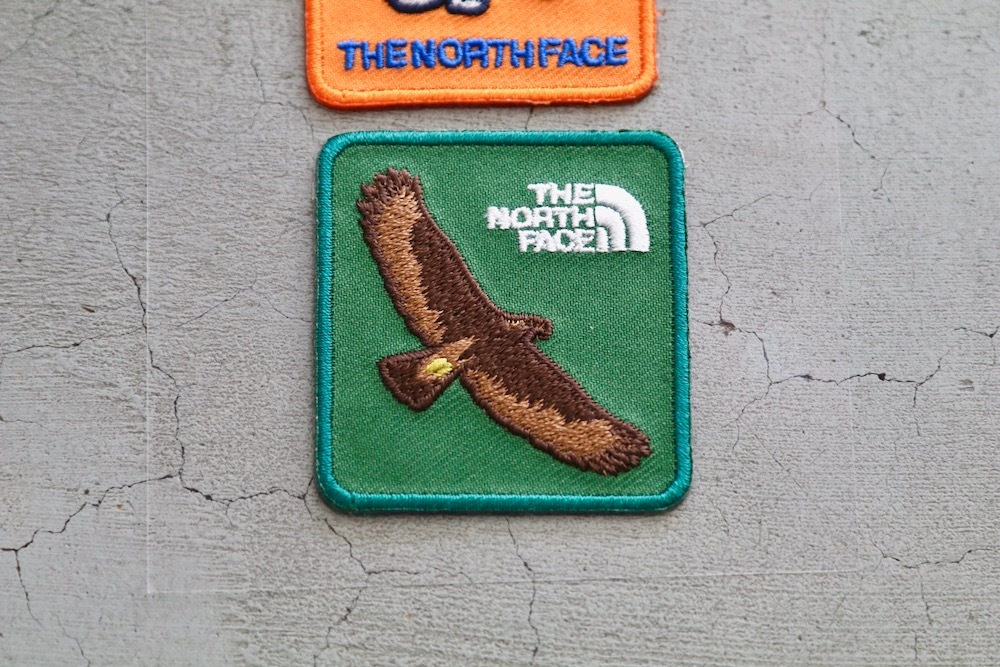 THE NORTH FACE
THE
NORTH
FACE